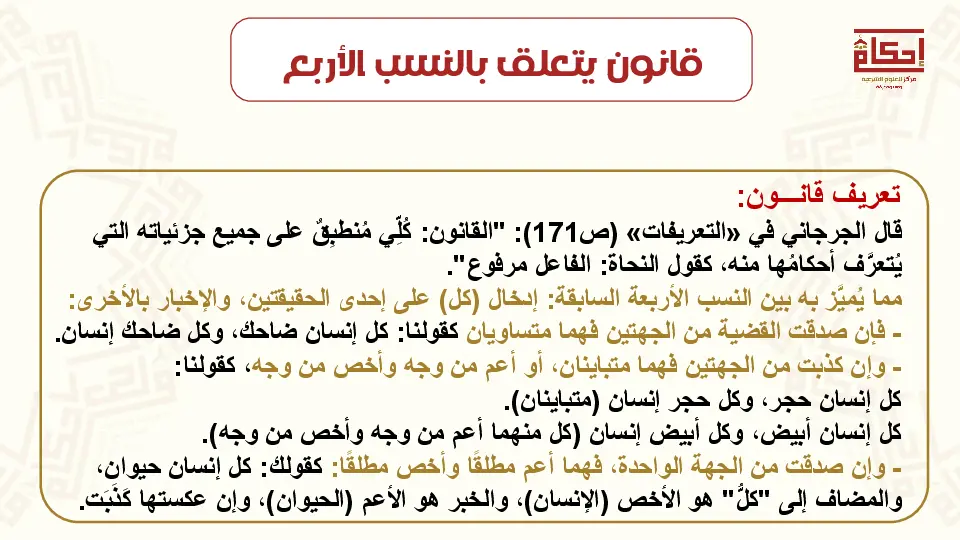 إحكام
مركز للعلوم الشرعية
قانون يتعلق بالنسب الأربع
تعريف قانـــون:
قال الجرجاني في «التعريفات» (ص171): "القانون: كُلِّي مُنطبِقٌ على جميع جزئياته التي
يُتعرَّف أحكامُها منه، كقول النحاة: الفاعل مرفوع".
مما يُميَّز به بين النسب الأربعة السابقة: إدخال (كل) على إحدى الحقيقتين، والإخبار بالأخرى:
- فإن صدقت القضية من الجهتين فهما متساويان كقولنا: كل إنسان ضاحك، وكل ضاحك إنسان.
- وإن كذبت من الجهتين فهما متباينان، أو أعم من وجه وأخص من وجه، كقولنا:
كل إنسان حجر، وكل حجر إنسان (متباينان).
كل إنسان أبيض، وكل أبيض إنسان (كل منهما أعم من وجه وأخص من وجه).
- وإن صدقت من الجهة الواحدة، فهما أعم مطلقًا وأخص مطلقًا: كقولك: كل إنسان حيوان،
والمضاف إلى "كلُّ" هو الأخص (الإنسان)، والخبر هو الأعم (الحيوان)، وإن عكستها كَذَبَت.